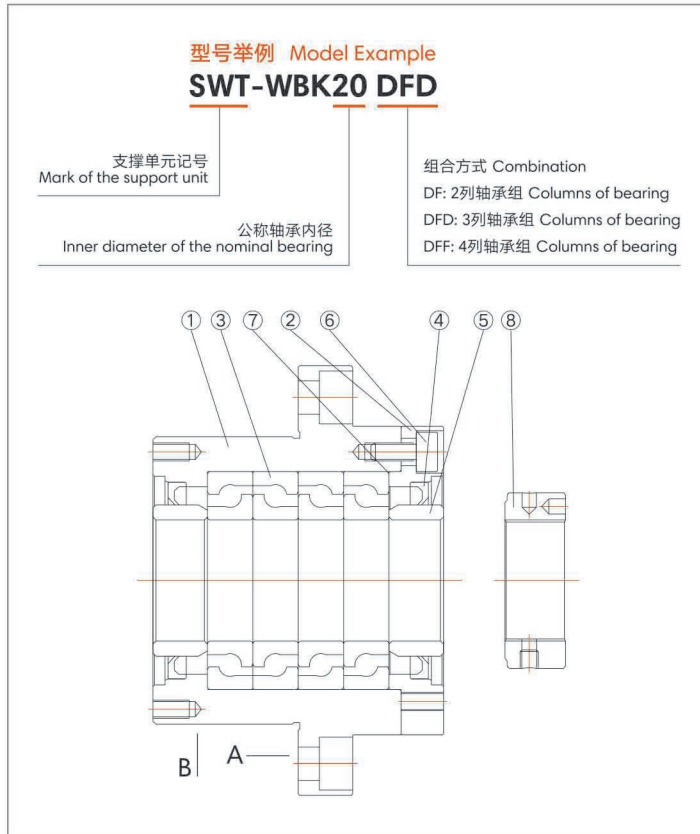 型号举例 Model Example
SWT-WBK20 DFD
支撑单元记号
Mark of the support unit
公称轴承内径
Inner diameter of the nominal bearing
组合方式 Combination
DF: 2列轴承组 Columns of bearing
DFD: 3列轴承组 Columns of bearing
DFF: 4列轴承组 Columns of bearing
① ③ ⑦ ② ⑥ ④ ⑤ ⑧
B A